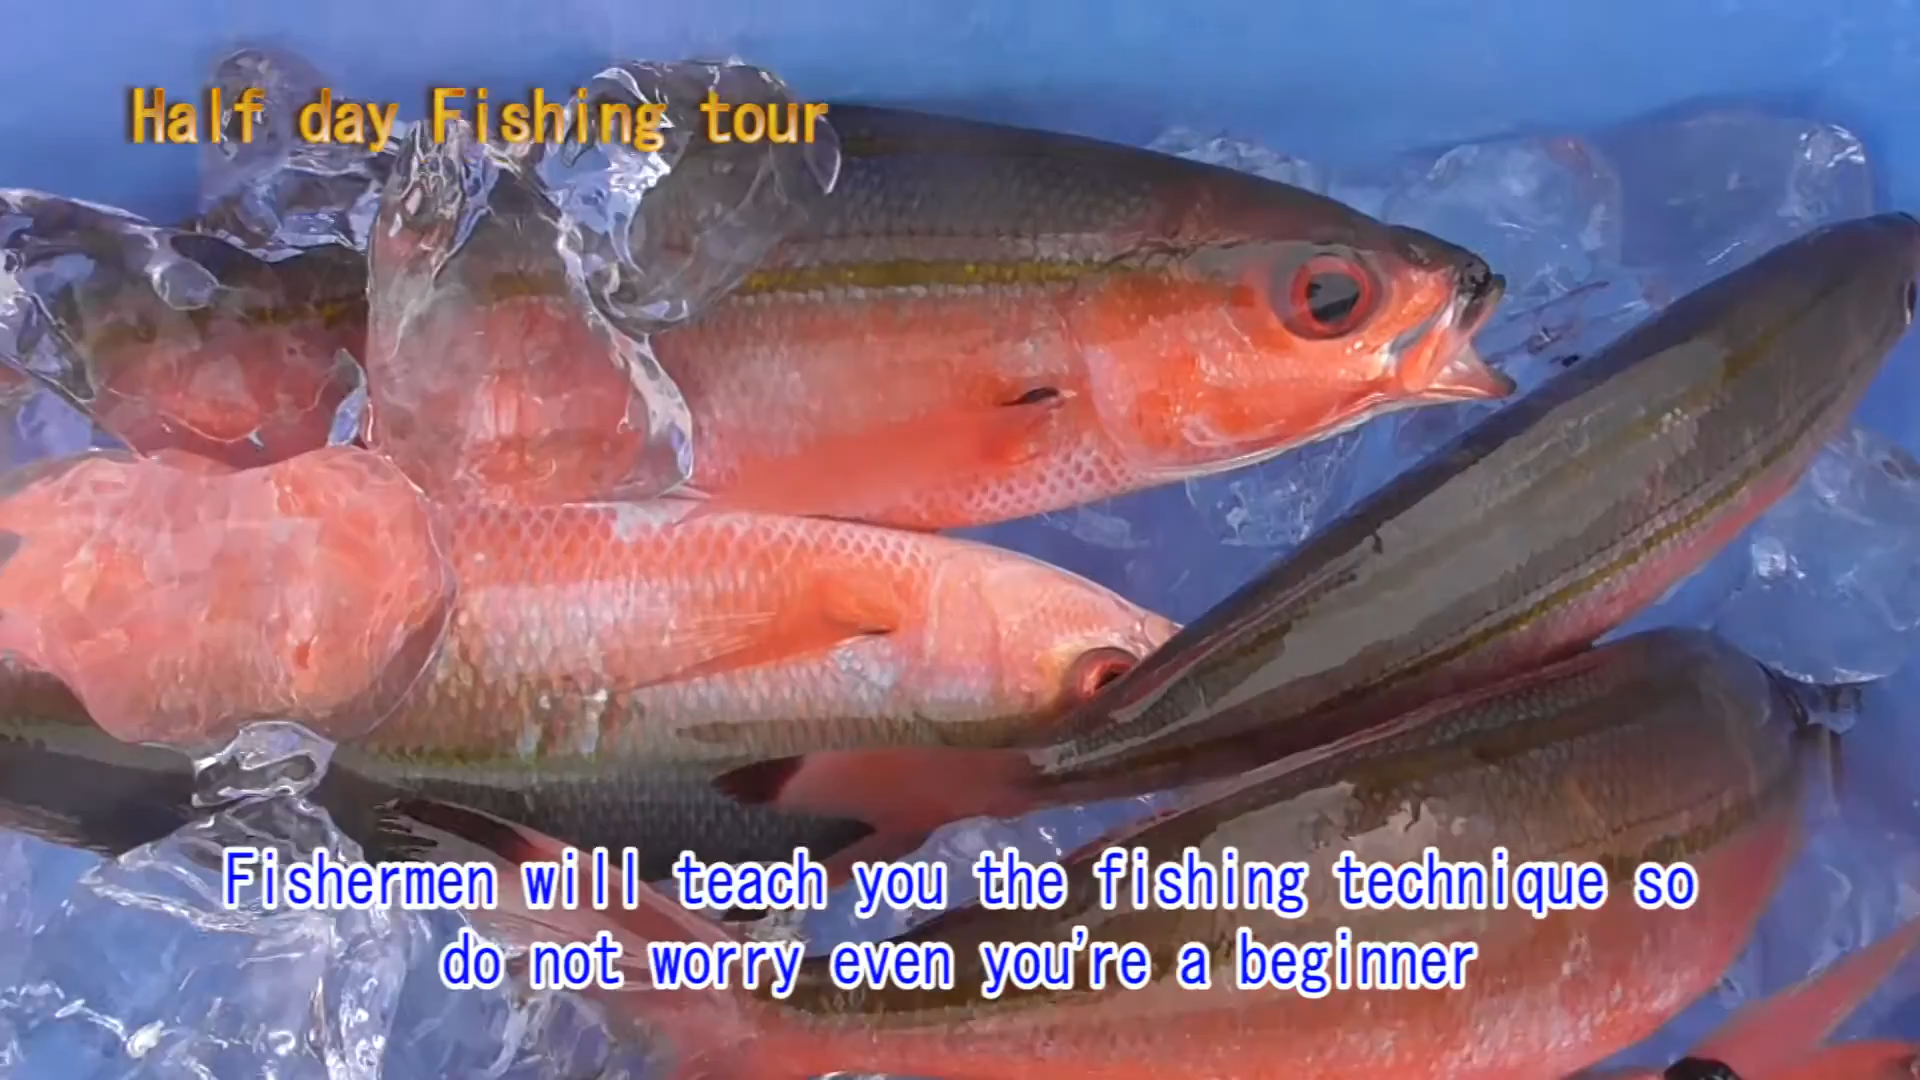 Half day Fishing tour
Fishermen will teach you the fishing technique so
do not worry even you're a beginner